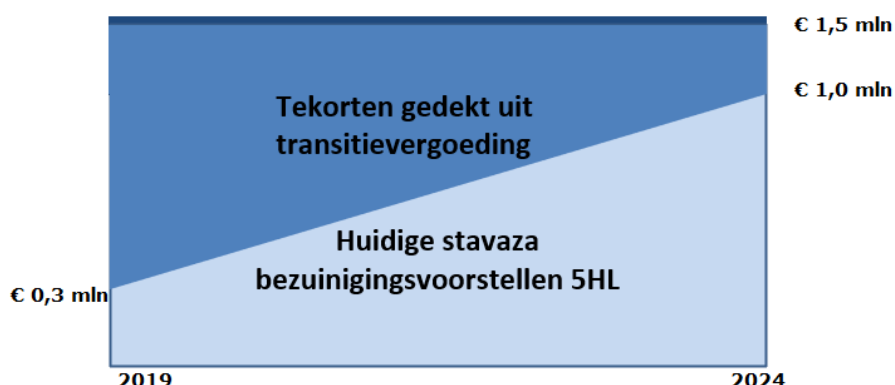 € 1,5 mln
€ 1,0 mln
Tekorten gedekt uit
transitievergoeding
Huidige stavaza
bezuinigingsvoorstellen 5HL
€ 0,3 mln
2019
2024